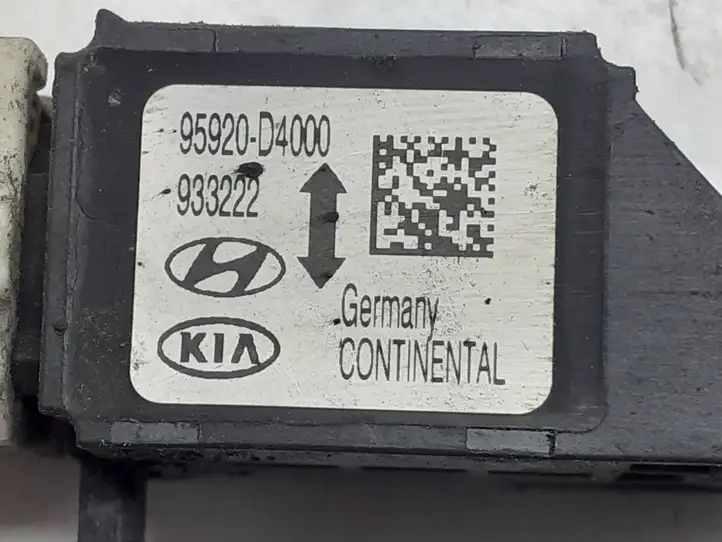 95920-D4000
933222
KIA
Germany
CONTINENTAL